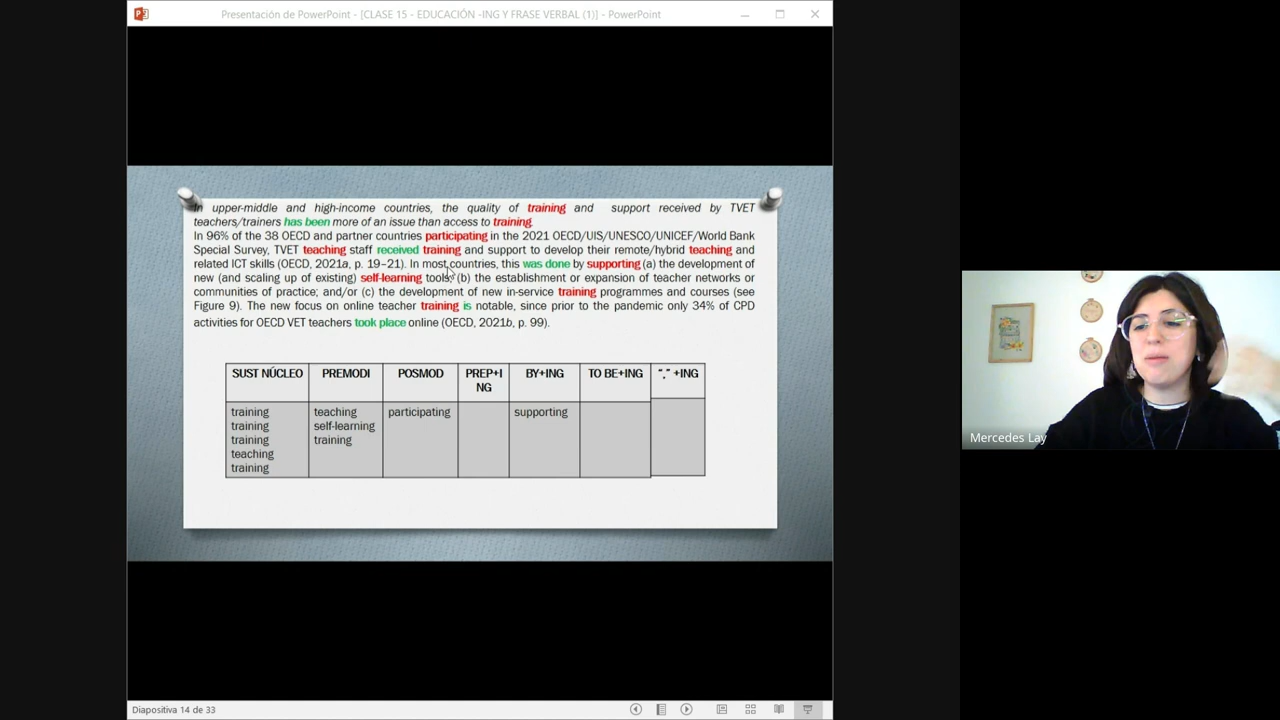 Presentación de PowerPoint - [CLASE 15 - EDUCACIÓN -ING Y FRASE VERBAL (1)] - PowerPoint
In upper-middle and high-income countries, the quality of training and support received by TVET
teachers/trainers has been more of an issue than access to training.
In 96% of the 38 OECD and partner countries participating in the 2021 OECD/UIS/UNESCO/UNICEF/World Bank
Special Survey, TVET teaching staff received training and support to develop their remote/hybrid teaching and
related ICT skills (OECD, 2021a, p. 19–21). In most countries, this was done by supporting (a) the development of
new (and scaling up of existing) self-learning tools; (b) the establishment or expansion of teacher networks or
communities of practice; and/or (c) the development of new in-service training programmes and courses (see
Figure 9). The new focus on online teacher training is notable, since prior to the pandemic only 34% of CPD
activities for OECD VET teachers took place online (OECD, 2021b, p. 99).
SUST NÚCLEO PREMODI POSMOD PREP+I BY+ING TO BE+ING “,” +ING
NG
training teaching participating supporting
training self-learning
training training
teaching
training
Mercedes Lay
Diapositiva 14 de 33